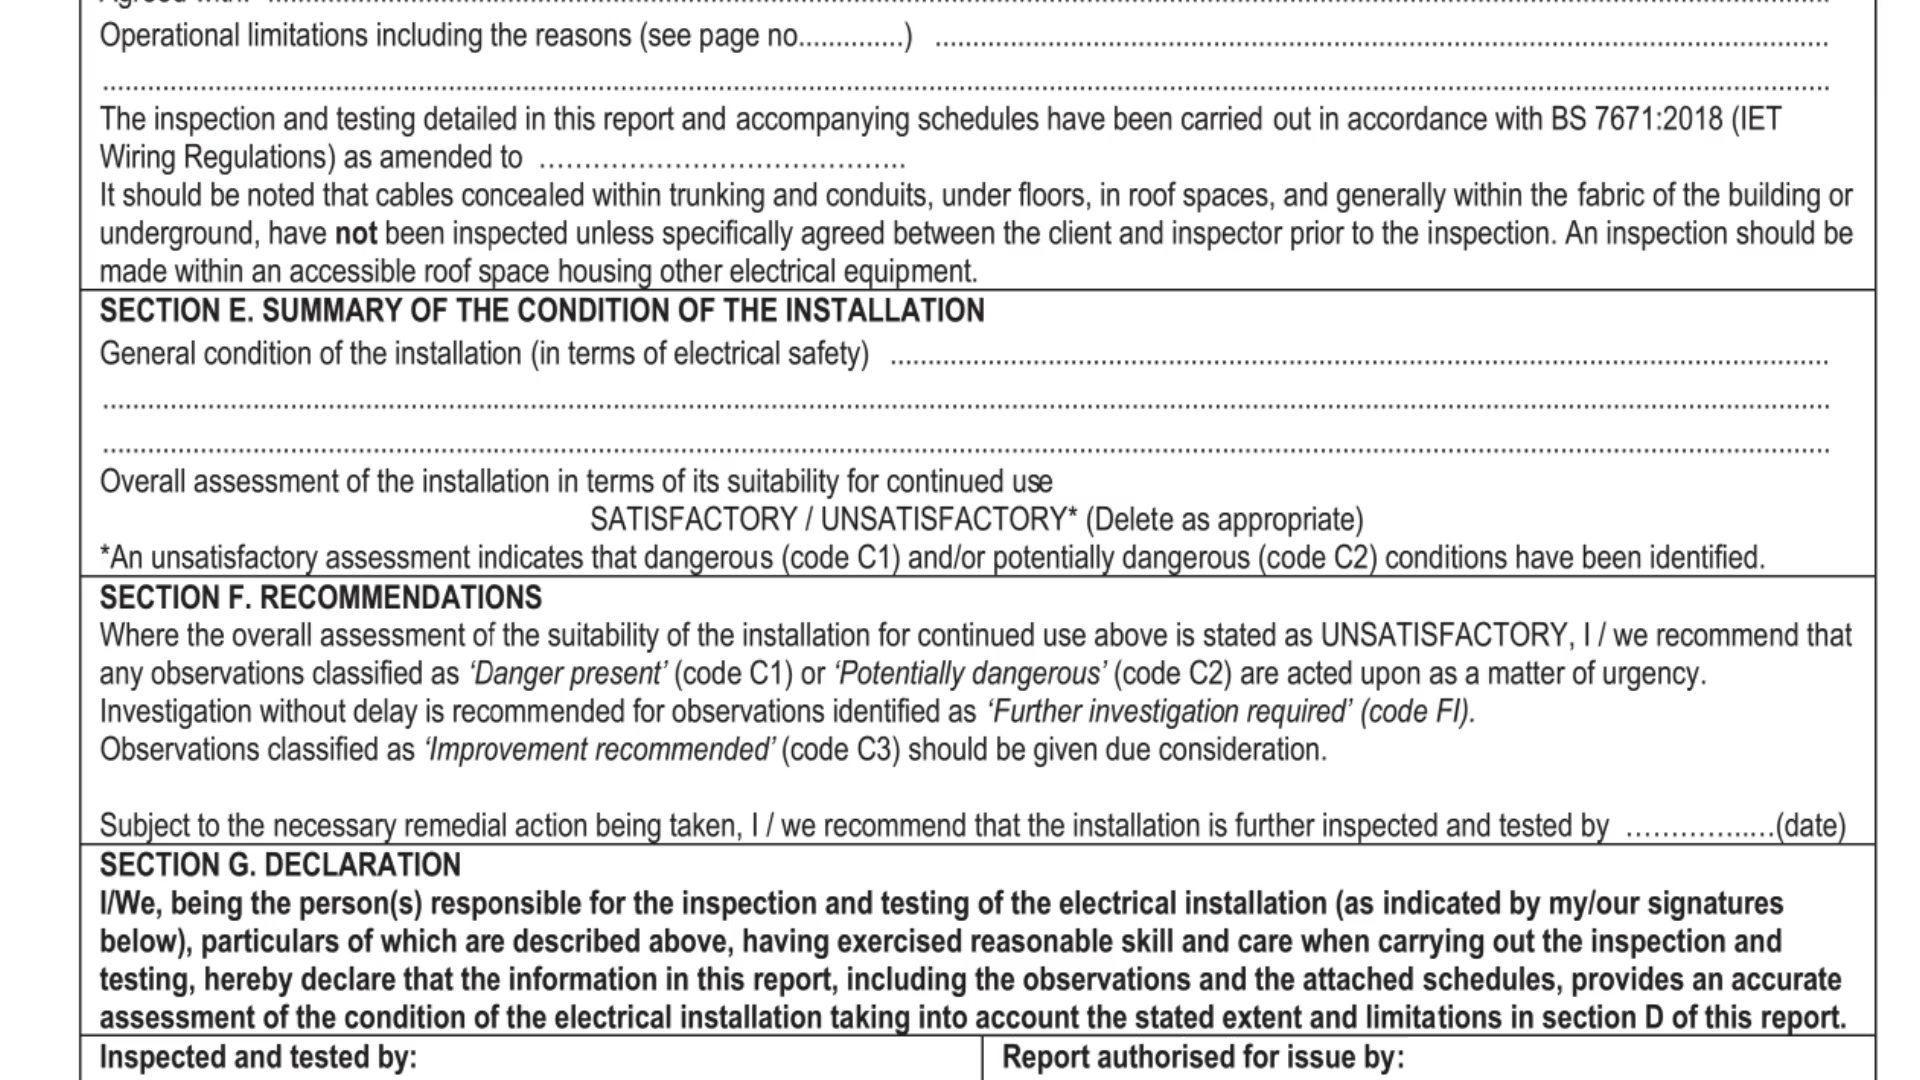 Agreed with:
Operational limitations including the reasons (see page no..............) ..............................................................................................................................
..............................................................................................................................
The inspection and testing detailed in this report and accompanying schedules have been carried out in accordance with BS 7671:2018 (IET
Wiring Regulations) as amended to ……………………………..
It should be noted that cables concealed within trunking and conduits, under floors, in roof spaces, and generally within the fabric of the building or
underground, have not been inspected unless specifically agreed between the client and inspector prior to the inspection. An inspection should be
made within an accessible roof space housing other electrical equipment.
SECTION E. SUMMARY OF THE CONDITION OF THE INSTALLATION
General condition of the installation (in terms of electrical safety) ..............................................................................................................................
..............................................................................................................................
..............................................................................................................................
Overall assessment of the installation in terms of its suitability for continued use
SATISFACTORY / UNSATISFACTORY* (Delete as appropriate)
*An unsatisfactory assessment indicates that dangerous (code C1) and/or potentially dangerous (code C2) conditions have been identified.
SECTION F. RECOMMENDATIONS
Where the overall assessment of the suitability of the installation for continued use above is stated as UNSATISFACTORY, I / we recommend that
any observations classified as ‘Danger present’ (code C1) or ‘Potentially dangerous’ (code C2) are acted upon as a matter of urgency.
Investigation without delay is recommended for observations identified as ‘Further investigation required’ (code FI).
Observations classified as ‘Improvement recommended’ (code C3) should be given due consideration.
Subject to the necessary remedial action being taken, I / we recommend that the installation is further inspected and tested by ……………..…(date)
SECTION G. DECLARATION
I/We, being the person(s) responsible for the inspection and testing of the electrical installation (as indicated by my/our signatures
below), particulars of which are described above, having exercised reasonable skill and care when carrying out the inspection and
testing, hereby declare that the information in this report, including the observations and the attached schedules, provides an accurate
assessment of the condition of the electrical installation taking into account the stated extent and limitations in section D of this report.
Inspected and tested by:
Report authorised for issue by: